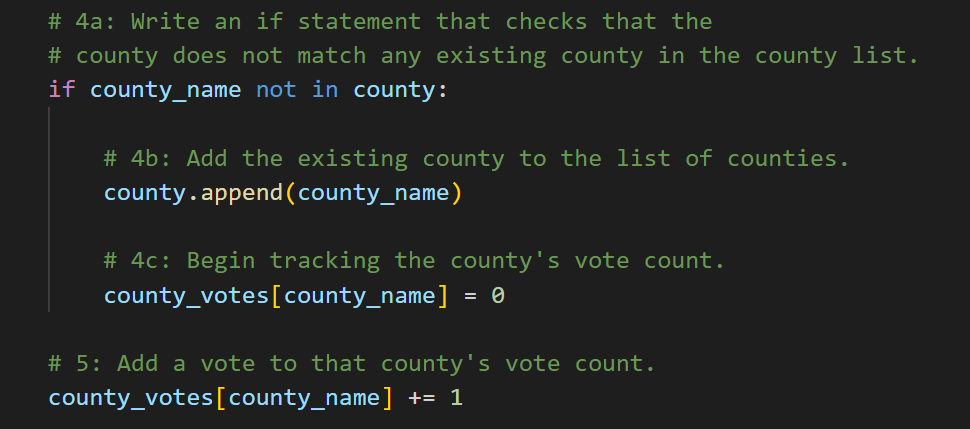 # 4a: Write an if statement that checks that the
# county does not match any existing county in the county list.
if county_name not in county:
# 4b: Add the existing county to the list of counties.
county.append(county_name)
# 4c: Begin tracking the county's vote count.
county_votes[county_name] = 0
# 5: Add a vote to that county's vote count.
county_votes[county_name] += 1